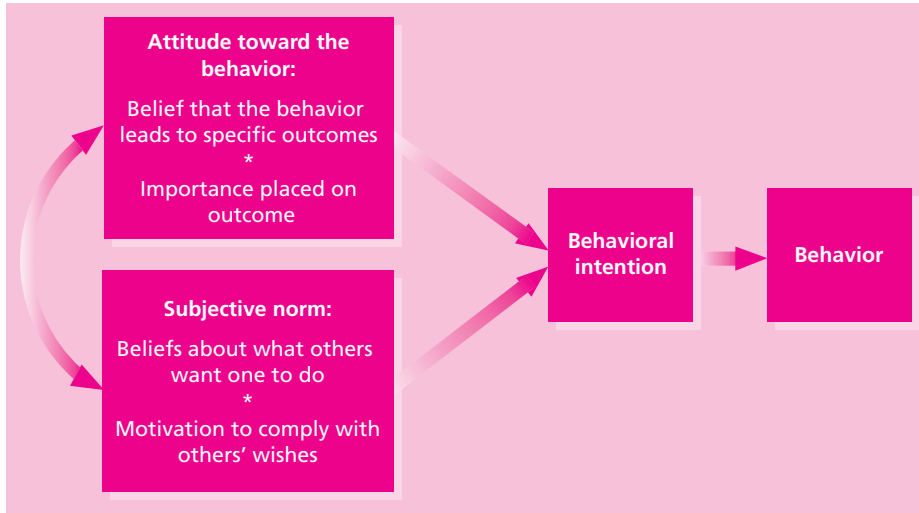 Attitude toward the
behavior:
Belief that the behavior
leads to specific outcomes
*
Importance placed on
outcome
Subjective norm:
Beliefs about what others
want one to do
*
Motivation to comply with
others’ wishes
Behavioral
intention
Behavior